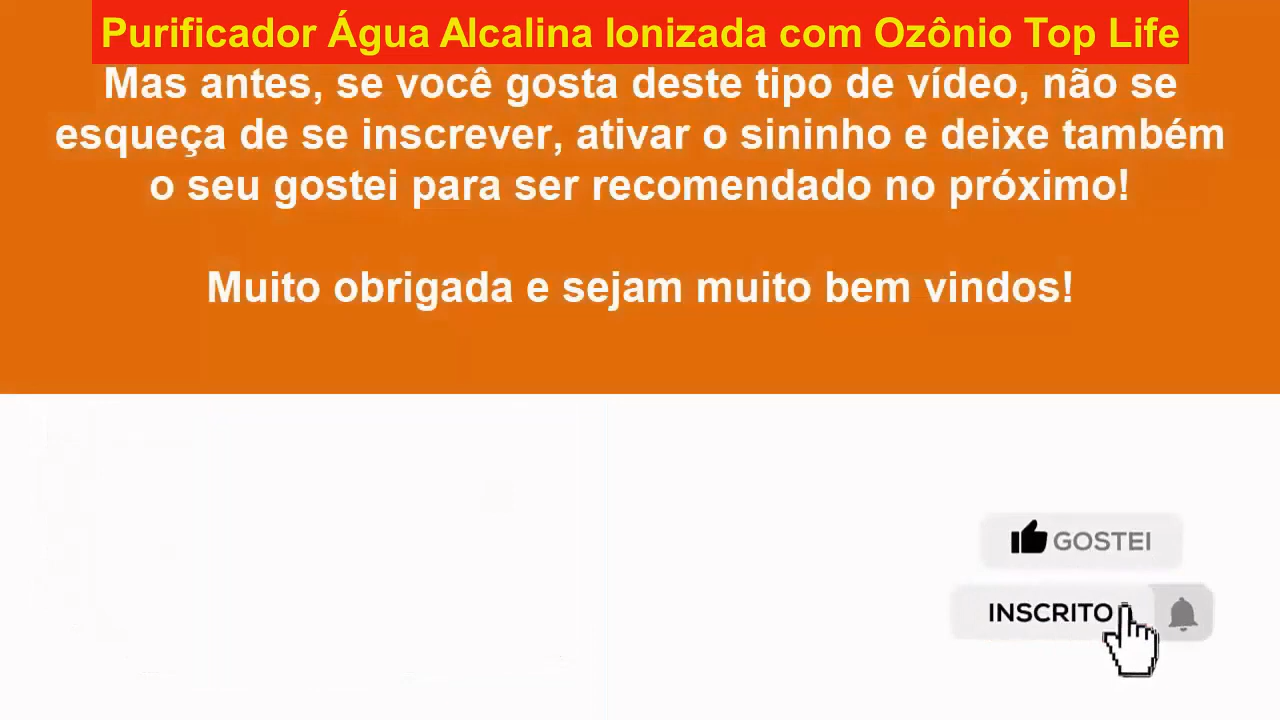 Purificador Água Alcalina Ionizada com Ozônio Top Life
Mas antes, se você gosta deste tipo de vídeo, não se
esqueça de se inscrever, ativar o sininho e deixe também
o seu gostei para ser recomendado no próximo!
Muito obrigada e sejam muito bem vindos!
GOSTEI
INSCRITO